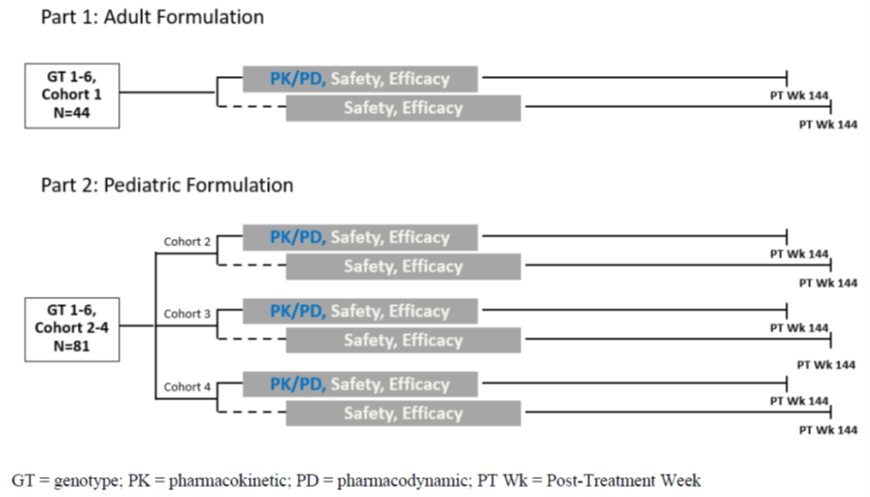 Part 1: Adult Formulation
GT 1-6,
Cohort 1
N=44
PK/PD, Safety, Efficacy
PT Wk 144
Safety, Efficacy
PT Wk 144
Part 2: Pediatric Formulation
GT 1-6,
Cohort 2-4
N=81
Cohort 2
PK/PD, Safety, Efficacy
PT Wk 144
Safety, Efficacy
PT Wk 144
Cohort 3
PK/PD, Safety, Efficacy
PT Wk 144
Safety, Efficacy
PT Wk 144
Cohort 4
PK/PD, Safety, Efficacy
PT Wk 144
Safety, Efficacy
PT Wk 144
GT = genotype; PK = pharmacokinetic; PD = pharmacodynamic; PT Wk = Post-Treatment Week